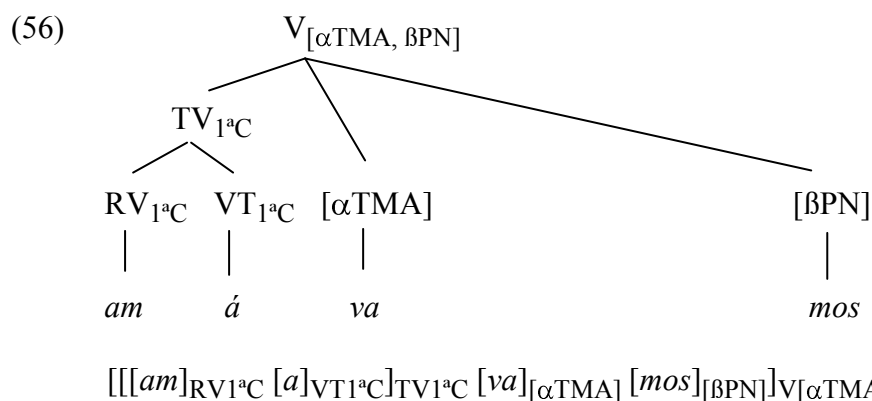 (56) V[αTMA, ßPN]
TV1ªC
RV1ªC VT1ªC [αTMA] [ßPN]
am á va mos
[[[am]RV1ªC [a]VT1ªC]TV1ªC [va][αTMA] [mos][ßPN]]V[αTMA